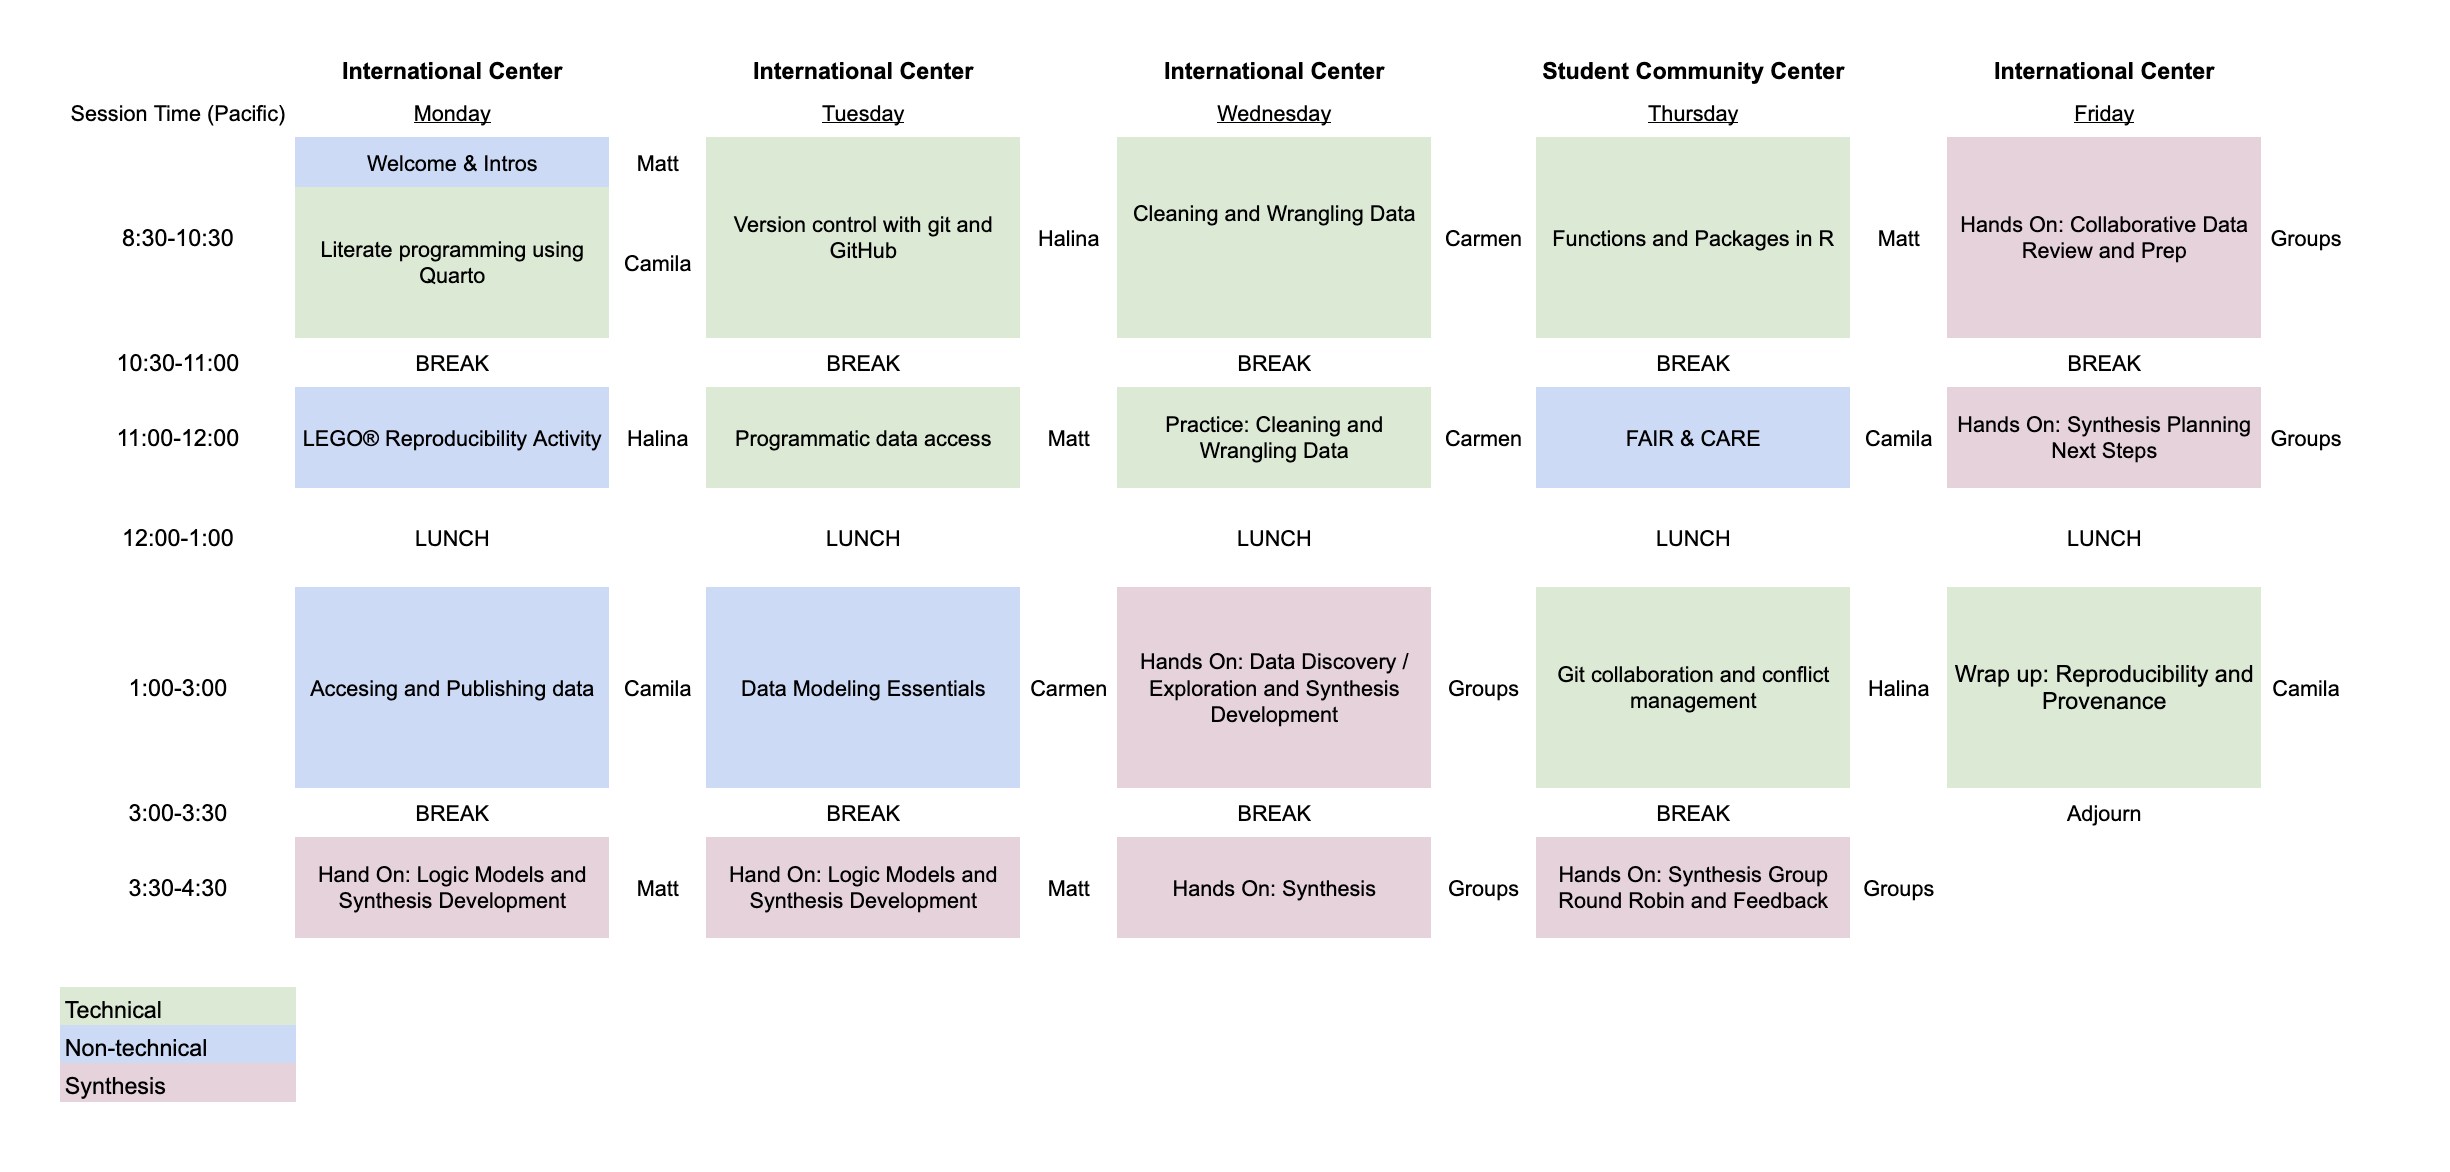 International Center International Center International Center Student Community Center International Center
Session Time (Pacific) Monday Tuesday Wednesday Thursday Friday
Welcome & Intros Matt
8:30-10:30
Literate programming using
Quarto
Camila
Version control with git and
GitHub
Halina
Cleaning and Wrangling Data
Carmen
Functions and Packages in R
Matt
Hands On: Collaborative Data
Review and Prep
Groups
10:30-11:00 BREAK BREAK BREAK BREAK BREAK
11:00-12:00
LEGO® Reproducibility Activity
Halina
Programmatic data access
Matt
Practice: Cleaning and
Wrangling Data
Carmen
FAIR & CARE
Camila
Hands On: Synthesis Planning
Next Steps
Groups
12:00-1:00 LUNCH LUNCH LUNCH LUNCH LUNCH
1:00-3:00
Accesing and Publishing data
Camila
Data Modeling Essentials
Carmen
Hands On: Data Discovery /
Exploration and Synthesis
Development
Groups
Git collaboration and conflict
management
Halina
Wrap up: Reproducibility and
Provenance
Camila
3:00-3:30 BREAK BREAK BREAK BREAK Adjourn
3:30-4:30
Hand On: Logic Models and
Synthesis Development
Matt
Hand On: Logic Models and
Synthesis Development
Matt
Hands On: Synthesis
Groups
Hands On: Synthesis Group
Round Robin and Feedback
Groups
Technical
Non-technical
Synthesis